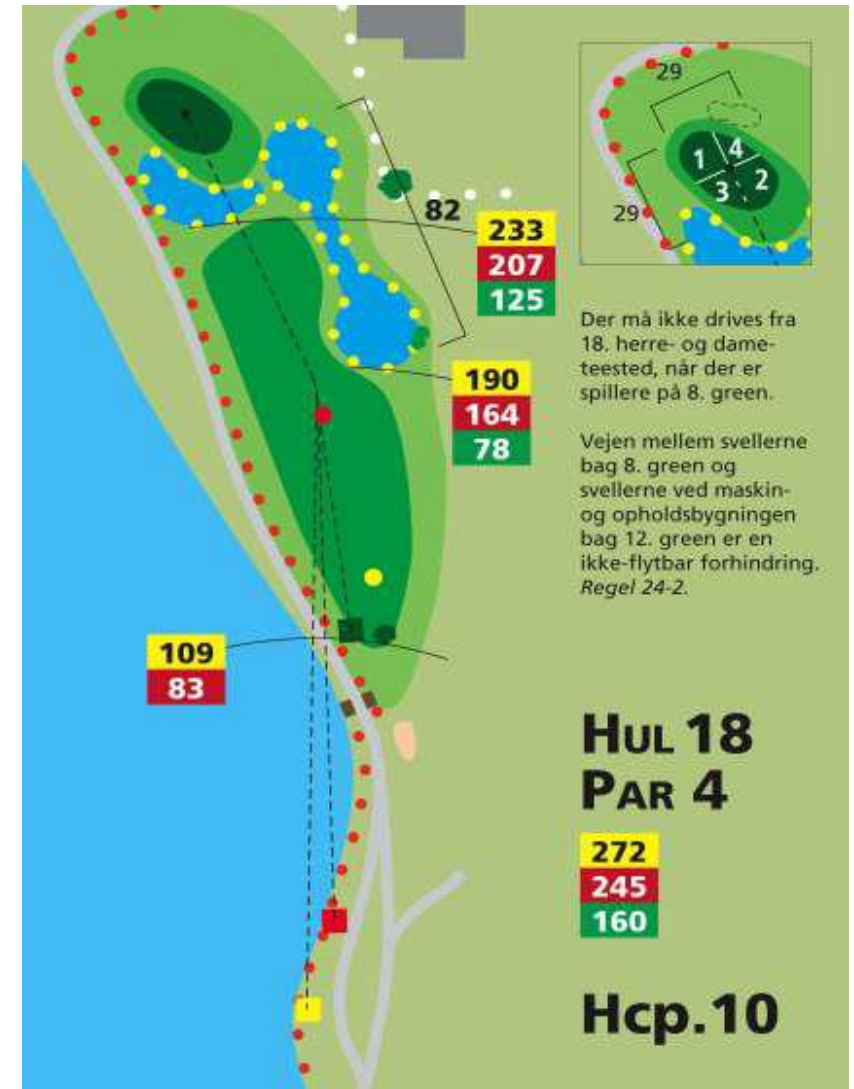 29
1
4
3
2
29
82
233
207
125
Der må ikke drives fra
18. herre- og dame-
teested, når der er
spillere på 8. green.
190
164
78
Vejen mellem svellerne
bag 8. green og
svellerne ved maskin-
og opholdsbygningen
bag 12. green er en
ikke-flytbar forhindring.
Regel 24-2.
109
83
HUL 18
PAR 4
272
245
160
Hcp.10